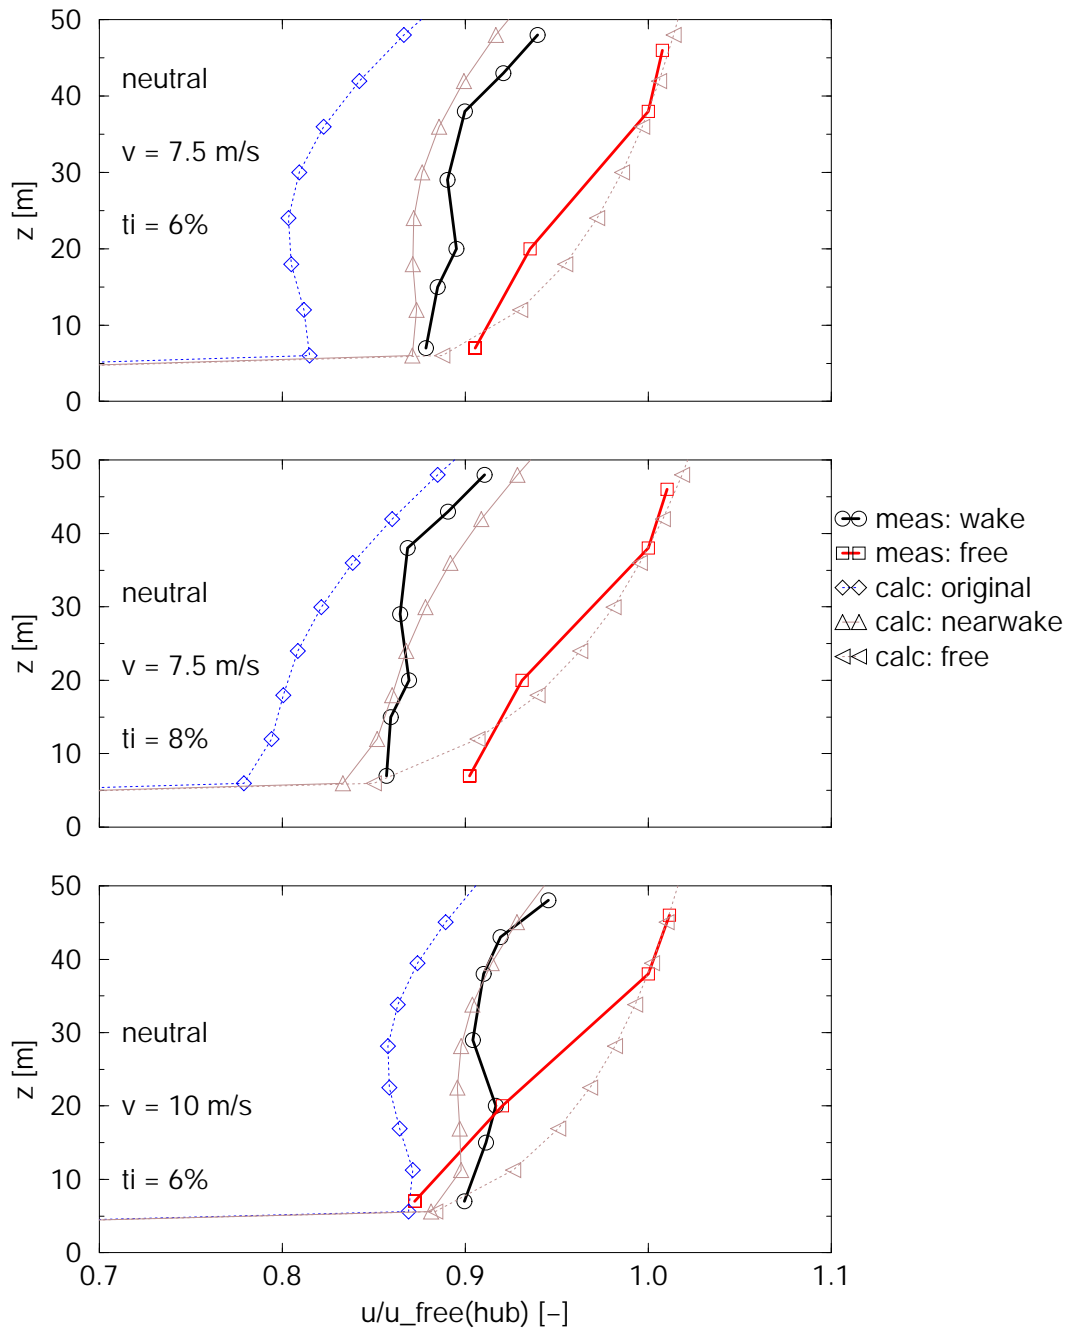 50
40
30
20
10
0
z [m]
neutral
v = 7.5 m/s
ti = 6%
50
40
30
20
10
0
z [m]
neutral
v = 7.5 m/s
ti = 8%
meas: wake
meas: free
calc: original
calc: nearwake
calc: free
50
40
30
20
10
0
z [m]
neutral
v = 10 m/s
ti = 6%
0.7 0.8 0.9 1.0 1.1
u/u_free(hub) [−]